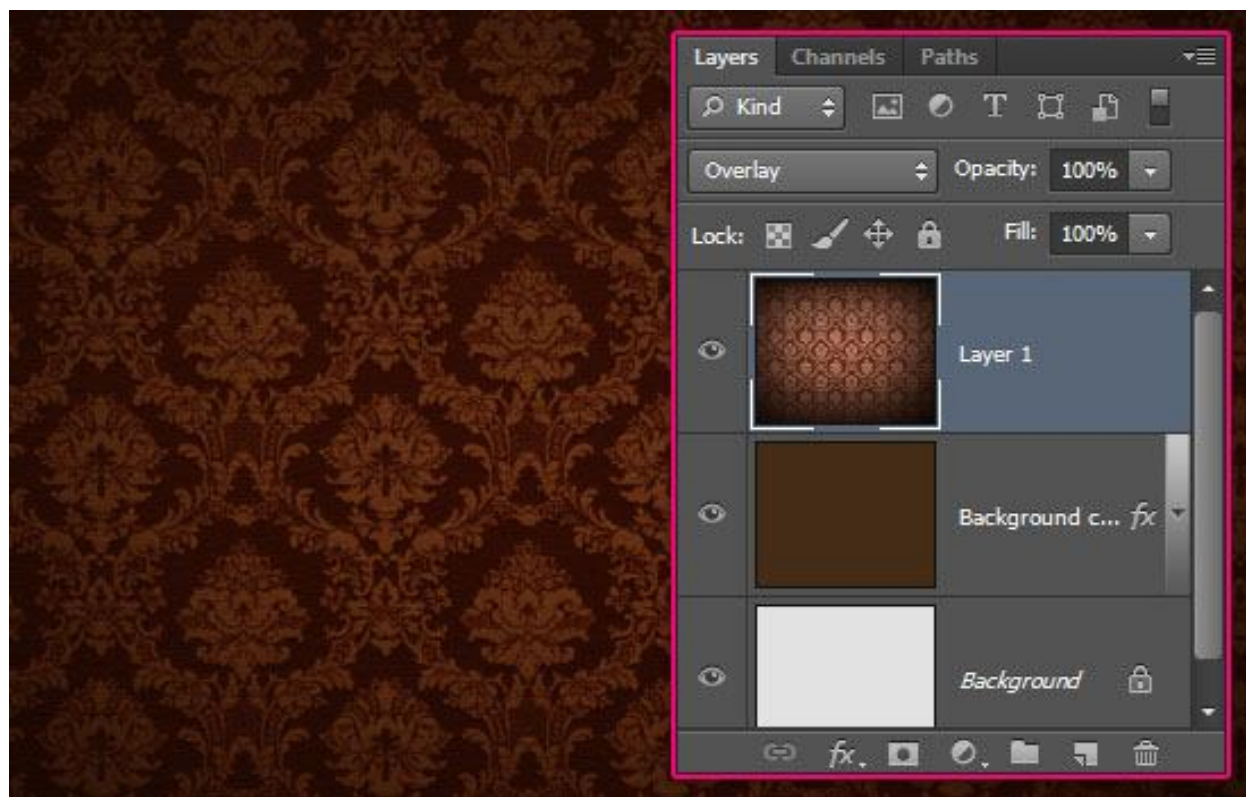 Layers Channels Paths
Kind T
Overlay Opacity: 100%
Lock: Fill: 100%
Layer 1
Background c... fx
Background
fx